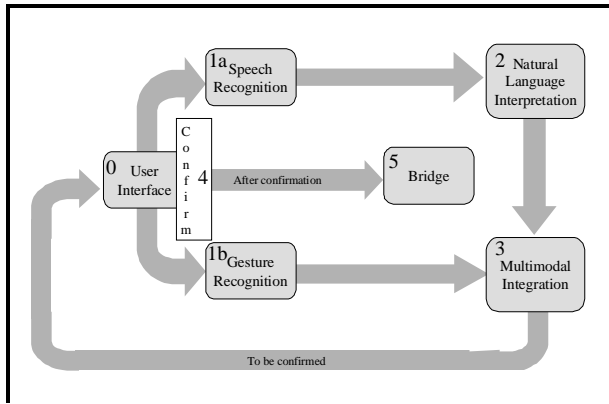 0
User
Interface
Confirm
4
1a Speech
Recognition
2
Natural
Language
Interpretation
After confirmation
5
Bridge
1b Gesture
Recognition
3
Multimodal
Integration
To be confirmed